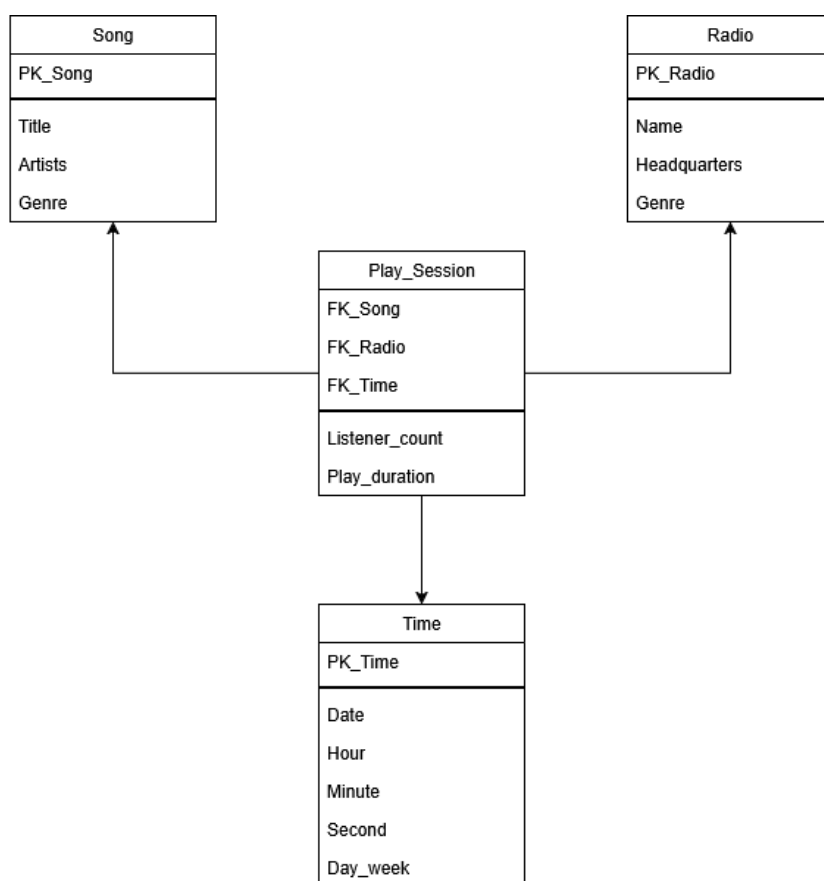 Song
PK_Song
Title
Artists
Genre
Radio
PK_Radio
Name
Headquarters
Genre
Play_Session
FK_Song
FK_Radio
FK_Time
Listener_count
Play_duration
Time
PK_Time
Date
Hour
Minute
Second
Day_week